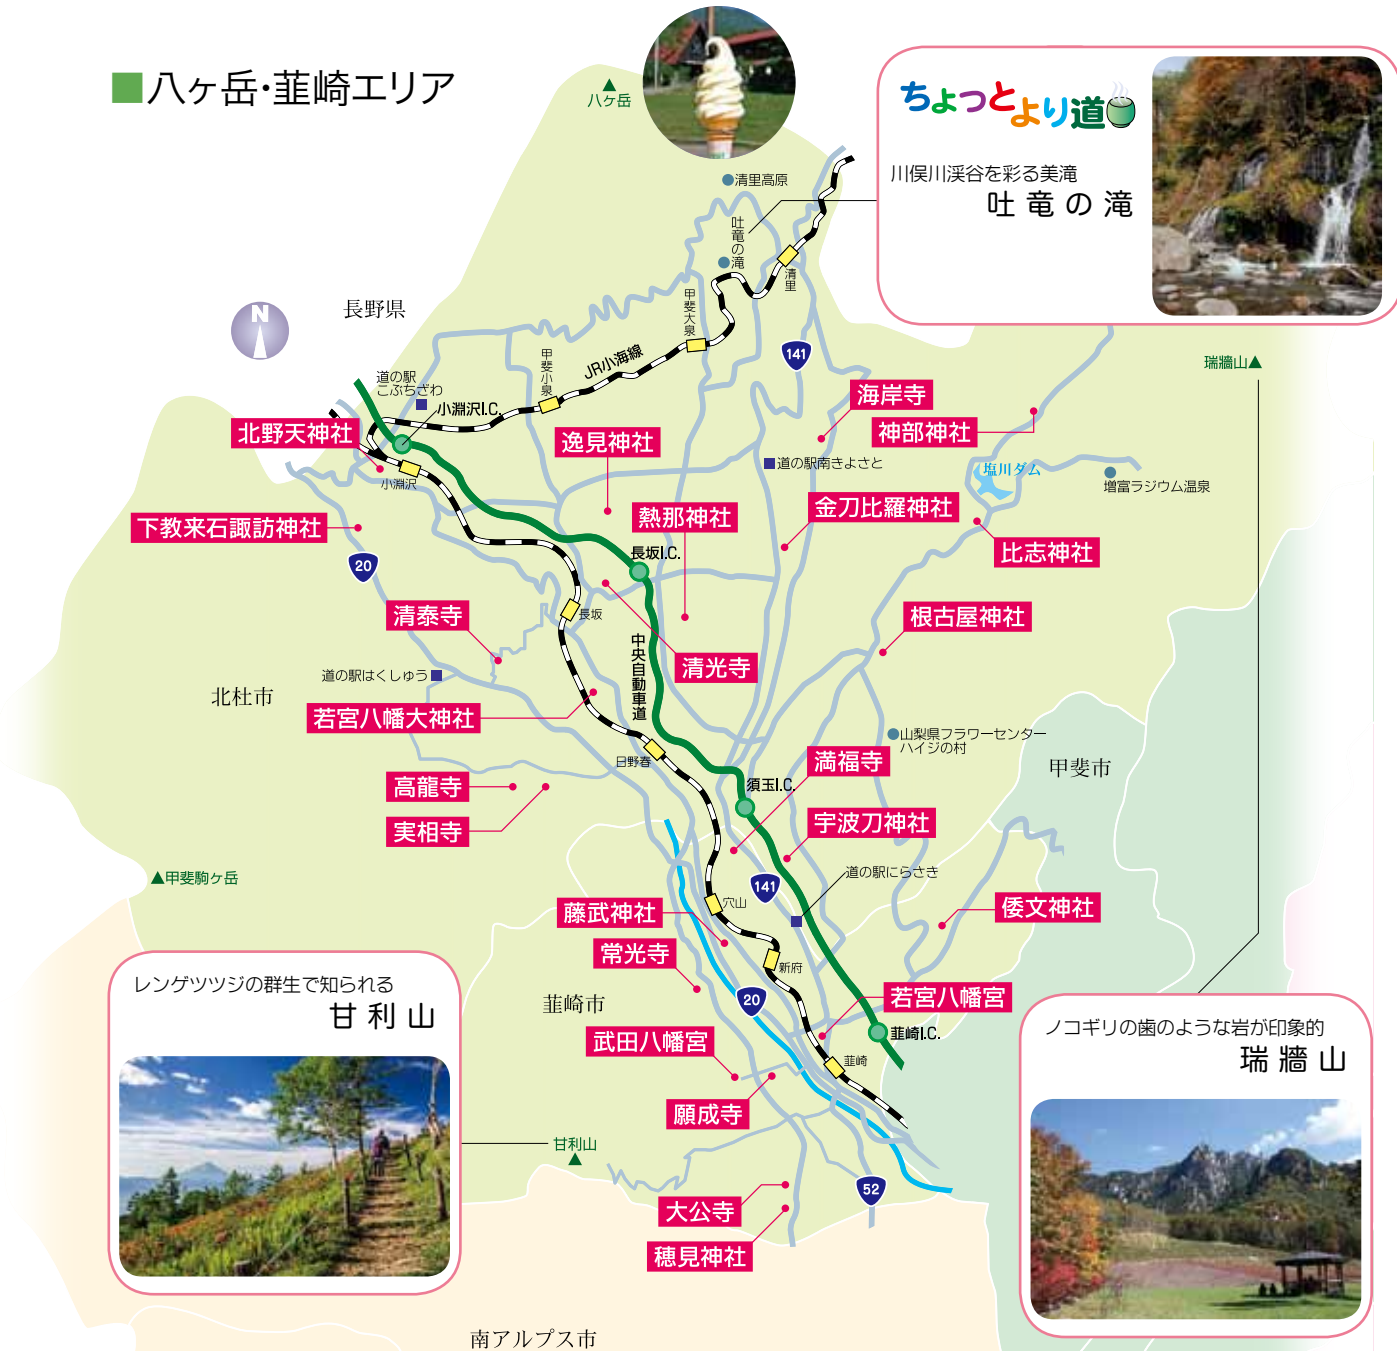 ■八ヶ岳・韮崎エリア
▲
八ヶ岳
ちょっとより道
川俣川渓谷を彩る美滝
吐竜の滝
清里高原
吐竜の滝
清里
長野県
N
甲斐大泉
JR小海線
甲斐小泉
141
瑞牆山▲
道の駅
こぶちざわ
小淵沢I.C.
海岸寺
神部神社
北野天神社
逸見神社
道の駅南きよさと
塩川ダム
増富ラジウム温泉
小淵沢
金刀比羅神社
熱那神社
下教来石諏訪神社
比志神社
長坂I.C.
20
清泰寺
長坂
根古屋神社
中央自動車道
清光寺
道の駅はくしゅう
北杜市
若宮八幡大神社
山梨県フラワーセンター
ハイジの村
日野春
満福寺
甲斐市
須玉I.C.
高龍寺
宇波刀神社
実相寺
道の駅にらさき
▲甲斐駒ヶ岳
141
穴山
藤武神社
倭文神社
常光寺
新府
レンゲツツジの群生で知られる
甘利山
韮崎市
20
若宮八幡宮
韮崎I.C.
ノコギリの歯のような岩が印象的
瑞牆山
武田八幡宮
韮崎
願成寺
甘利山
▲
52
大公寺
穂見神社
南アルプス市